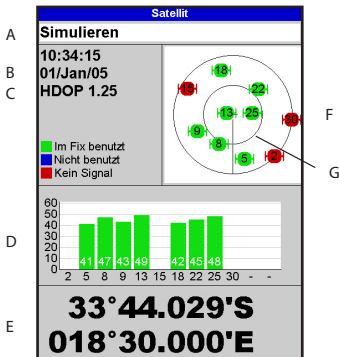 Satellit
A
Simulieren
10:34:15
B
01/Jan/05
C
HDOP 1.25
18
15
22
13
25
F
30
9
8
5
2
Im Fix benutzt
Nicht benutzt
Kein Signal
G
60
50
40
30
20
10
0
D
41 47 43 49 42 45 48
2 5 8 9 13 15 18 22 25 30 - -
E
33°44.029'S
018°30.000'E